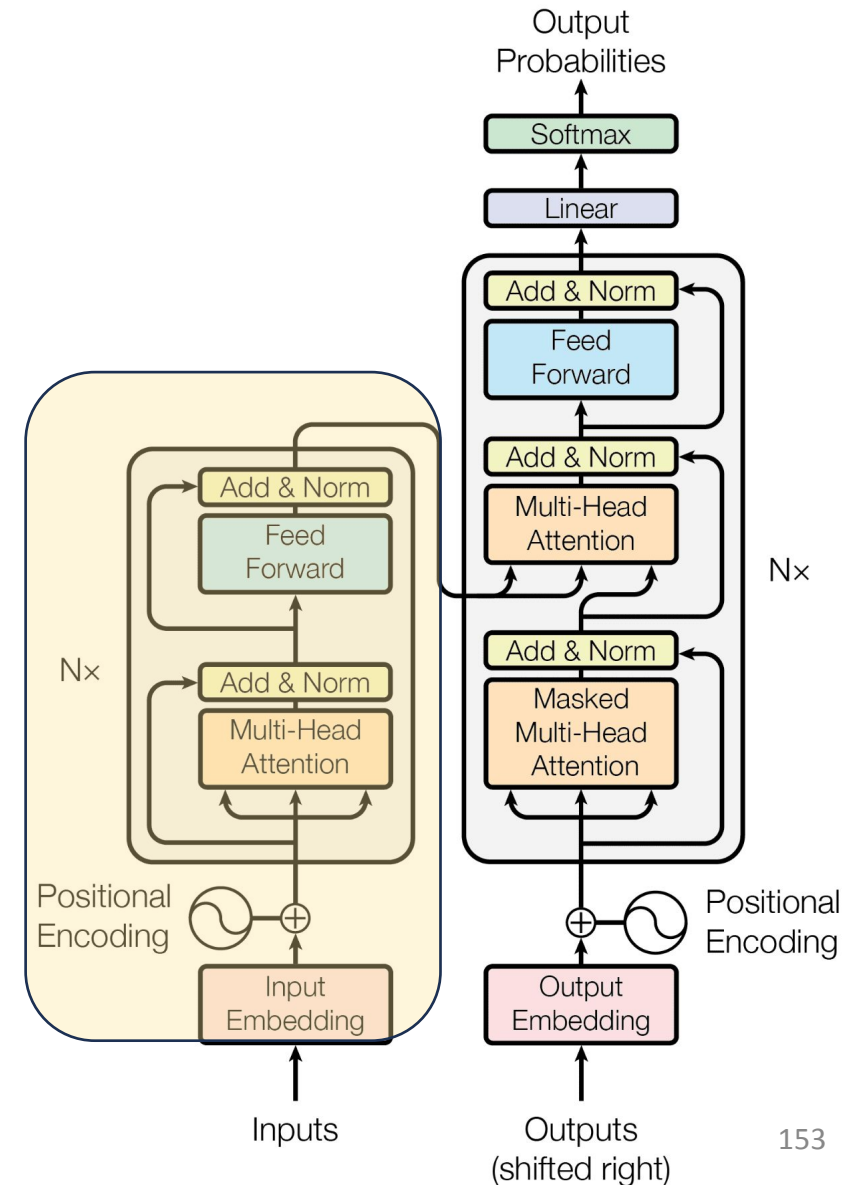 Output
Probabilities
Softmax
Linear
Add & Norm
Feed
Forward
Add & Norm
Multi-Head
Attention
N×
Add & Norm
Masked
Multi-Head
Attention
Positional
Encoding
Output
Embedding
Outputs
(shifted right)
Add & Norm
Feed
Forward
N×
Add & Norm
Multi-Head
Attention
Positional
Encoding
Input
Embedding
Inputs
153